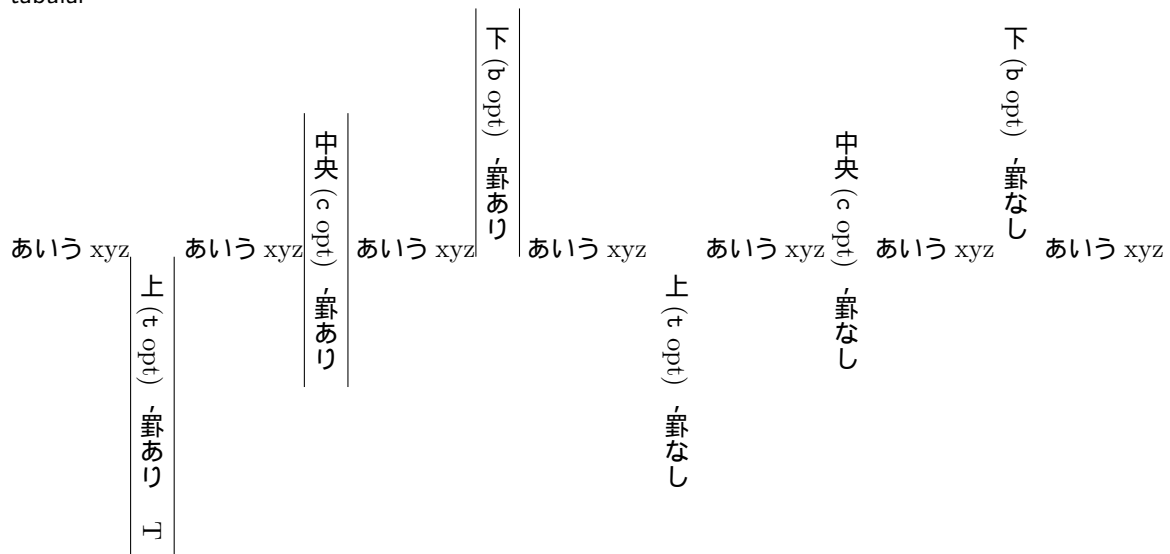 tabular
あいう xyz
上 (t opt) ,罫あり T
あいう xyz
中央 (c opt) ,罫あり
あいう xyz
下 (b opt) ,罫あり
あいう xyz
上 (t opt) ,罫なし
あいう xyz
中央 (c opt) ,罫なし
あいう xyz
下 (b opt) ,罫なし
あいう xyz